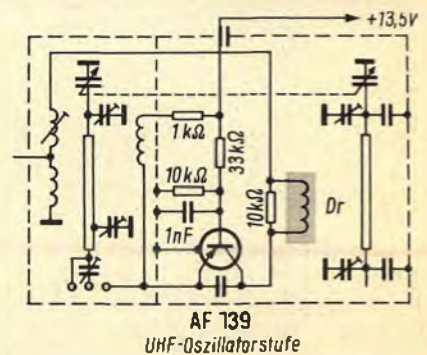 +13,5V
1kΩ
33kΩ
10kΩ
10kΩ
Dr
1nF
AF 139
UHF-Oszillatorstufe